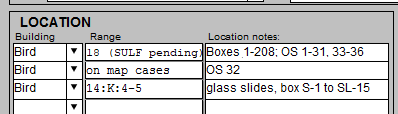 LOCATION
Building Range Location notes:
Bird 18 (SULF pending) Boxes 1-208; OS 1-31, 33-36
Bird on map cases OS 32
Bird 14:K:4-5 glass slides, box S-1 to SL-15